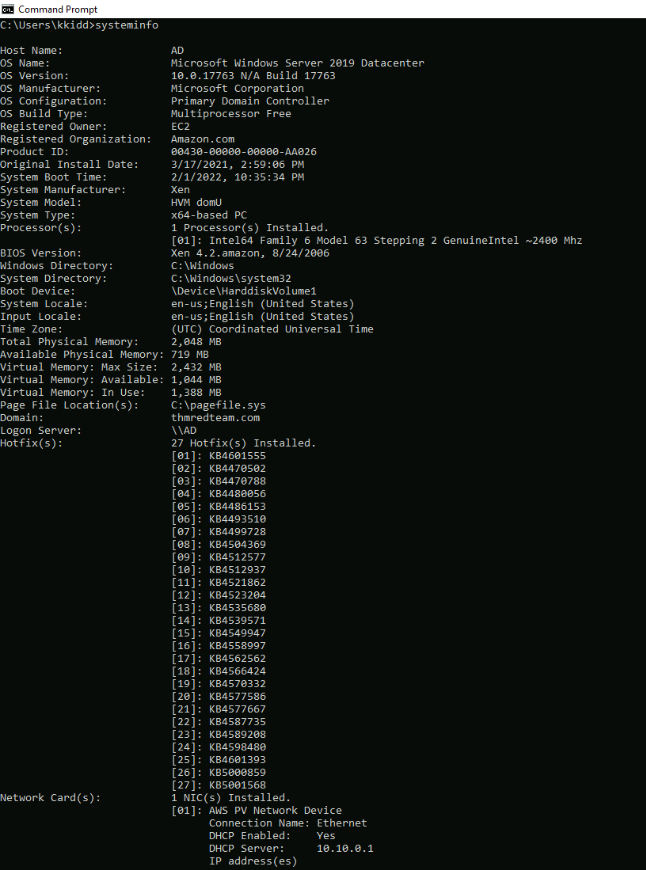 Command Prompt
C:\Users\kkidd>systeminfo
Host Name: AD
OS Name: Microsoft Windows Server 2019 Datacenter
OS Version: 10.0.17763 N/A Build 17763
OS Manufacturer: Microsoft Corporation
OS Configuration: Primary Domain Controller
OS Build Type: Multiprocessor Free
Registered Owner: EC2
Registered Organization: Amazon.com
Product ID: 00430-00000-00000-AA026
Original Install Date: 3/17/2021, 2:59:06 PM
System Boot Time: 2/1/2022, 10:35:34 PM
System Manufacturer: Xen
System Model: HVM domU
System Type: x64-based PC
Processor(s): 1 Processor(s) Installed.
[01]: Intel64 Family 6 Model 63 Stepping 2 GenuineIntel ~2400 Mhz
BIOS Version: Xen 4.2.amazon, 8/24/2006
Windows Directory: C:\Windows
System Directory: C:\Windows\system32
Boot Device: \Device\HarddiskVolume1
System Locale: en-us;English (United States)
Input Locale: en-us;English (United States)
Time Zone: (UTC) Coordinated Universal Time
Total Physical Memory: 2,048 MB
Available Physical Memory: 719 MB
Virtual Memory: Max Size: 2,432 MB
Virtual Memory: Available: 1,044 MB
Virtual Memory: In Use: 1,388 MB
Page File Location(s): C:\pagefile.sys
Domain: thmredteam.com
Logon Server: \\AD
Hotfix(s): 27 Hotfix(s) Installed.
[01]: KB4601555
[02]: KB4470502
[03]: KB4470788
[04]: KB4480056
[05]: KB4486153
[06]: KB4493510
[07]: KB4499728
[08]: KB4504369
[09]: KB4512577
[10]: KB4512937
[11]: KB4521862
[12]: KB4523204
[13]: KB4535680
[14]: KB4539571
[15]: KB4549947
[16]: KB4558997
[17]: KB4562562
[18]: KB4566424
[19]: KB4570332
[20]: KB4577586
[21]: KB4577667
[22]: KB4587735
[23]: KB4589208
[24]: KB4598480
[25]: KB4601393
[26]: KB5000859
[27]: KB5001568
Network Card(s): 1 NIC(s) Installed.
[01]: AWS PV Network Device
Connection Name: Ethernet
DHCP Enabled: Yes
DHCP Server: 10.10.0.1
IP address(es)